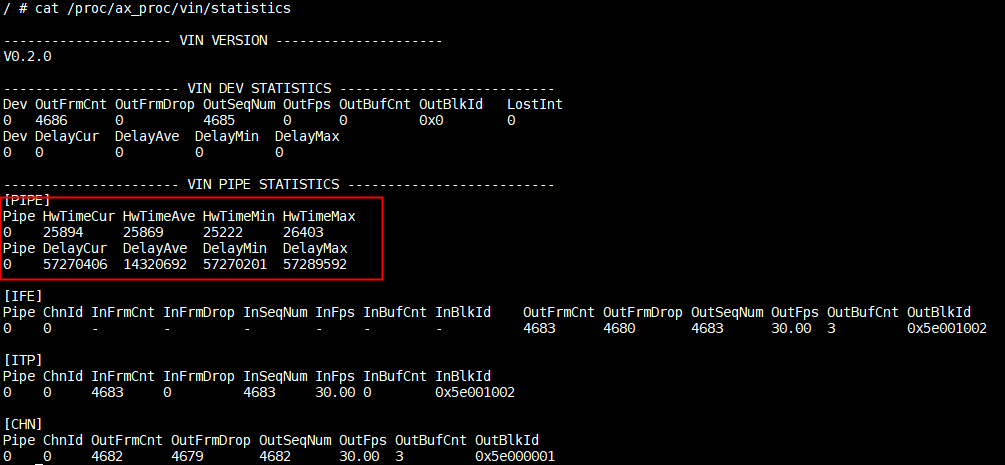 / # cat /proc/ax_proc/vin/statistics
--------------------- VIN VERSION ---------------------
V0.2.0
---------------------- VIN DEV STATISTICS ---------------------------
Dev OutFrmCnt OutFrmDrop OutSeqNum OutFps OutBufCnt OutBlkId LostInt
0 4686 0 4685 0 0 0x0 0
Dev DelayCur DelayAve DelayMin DelayMax
0 0 0 0 0
---------------------- VIN PIPE STATISTICS --------------------------
[PIPE]
Pipe HwTimeCur HwTimeAve HwTimeMin HwTimeMax
0 25894 25869 25222 26403
Pipe DelayCur DelayAve DelayMin DelayMax
0 57270406 14320692 57270201 57289592
[IFE]
Pipe ChnId InFrmCnt InFrmDrop InSeqNum InFps InBufCnt InBlkId OutFrmCnt OutFrmDrop OutSeqNum OutFps OutBufCnt OutBlkId
0 0 - - - - - - 4683 4680 4683 30.00 3 0x5e001002
[ITP]
Pipe ChnId InFrmCnt InFrmDrop InSeqNum InFps InBufCnt InBlkId
0 0 4683 0 4683 30.00 0 0x5e001002
[CHN]
Pipe ChnId OutFrmCnt OutFrmDrop OutSeqNum OutFps OutBufCnt OutBlkId
0 0 4682 4679 4682 30.00 3 0x5e000001